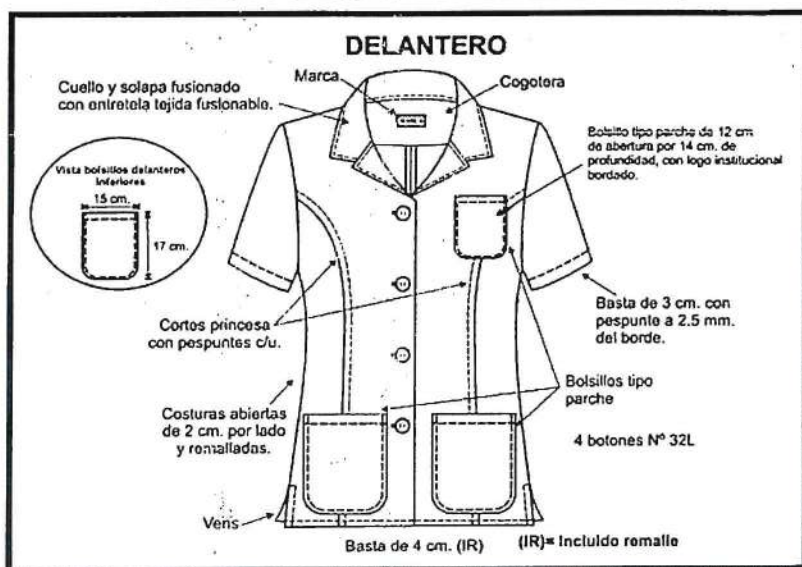 DELANTERO
Cuello y solapa fusionado
con entretela tejida fusionable.
Marca
Cogotera
Bolsillo tipo parche de 12 cm
de abertura por 14 cm. de
profundidad, con logo institucional
bordado.
Vista bolsillos delanteros
inferiores
15 cm.
17 cm.
Cortes princesa
con pespuntes c/u.
Basta de 3 cm. con
pespunte a 2.5 mm.
del borde.
Costuras abiertas
de 2 cm. por lado
y remalladas.
Bolsillos tipo
parche
4 botones Nº 32L
Vens
Basta de 4 cm. (IR)
(IR)= Incluido remalle